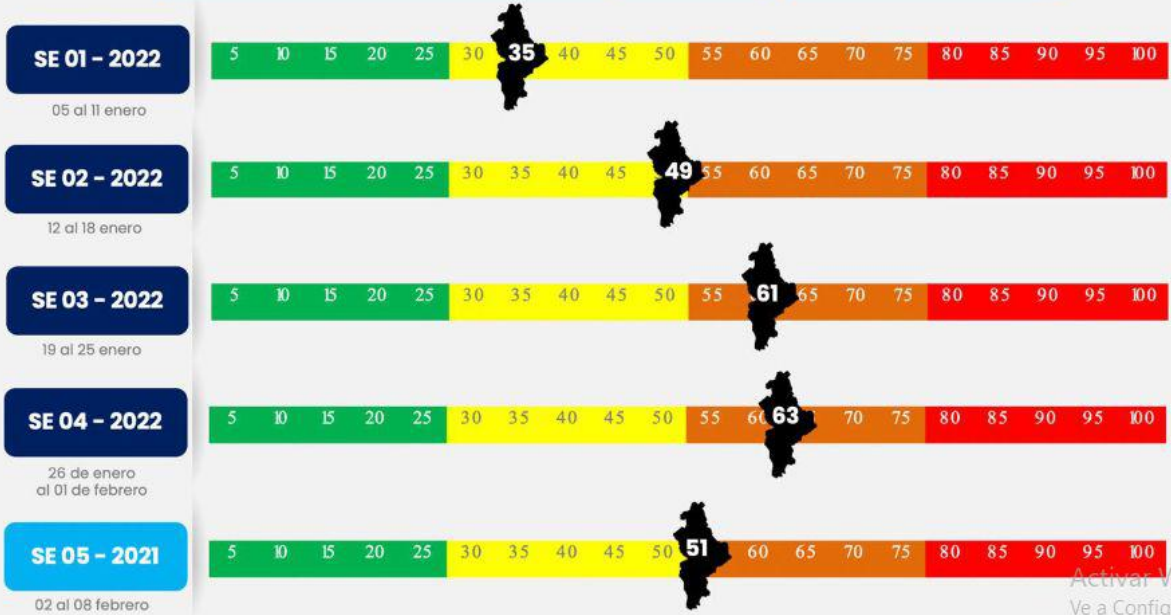 SE 01 - 2022
05 al 11 enero
5 10 15 20 25 30 35 40 45 50 55 60 65 70 75 80 85 90 95 100
SE 02 - 2022
12 al 18 enero
5 10 15 20 25 30 35 40 45 49 55 60 65 70 75 80 85 90 95 100
SE 03 - 2022
19 al 25 enero
5 10 15 20 25 30 35 40 45 50 55 61 65 70 75 80 85 90 95 100
SE 04 - 2022
26 de enero
al 01 de febrero
5 10 15 20 25 30 35 40 45 50 55 60 63 70 75 80 85 90 95 100
SE 05 - 2021
02 al 08 febrero
5 10 15 20 25 30 35 40 45 50 51 60 65 70 75 80 85 90 95 100
Activar
Ve a Config